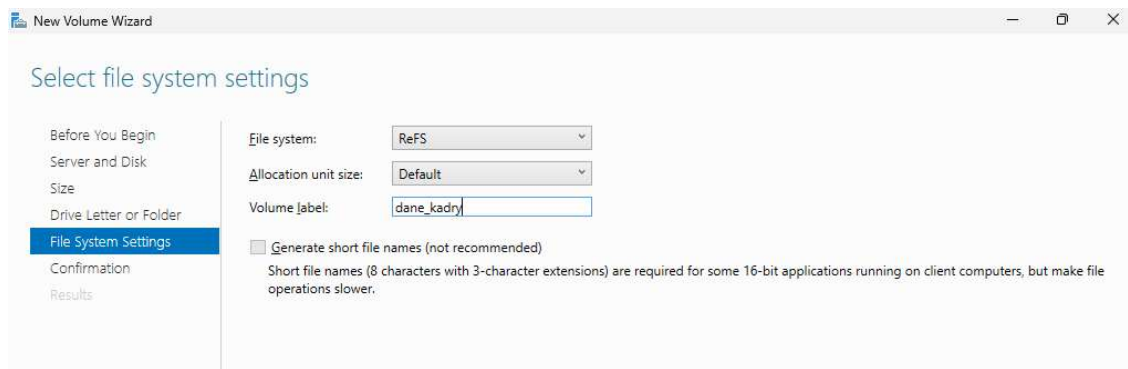 New Volume Wizard
Select file system settings
Before You Begin
Server and Disk
Size
Drive Letter or Folder
File System Settings
Confirmation
Results
File system:
ReFS
Allocation unit size:
Default
Volume label:
dane_kadry
Generate short file names (not recommended)
Short file names (8 characters with 3-character extensions) are required for some 16-bit applications running on client computers, but make file
operations slower.